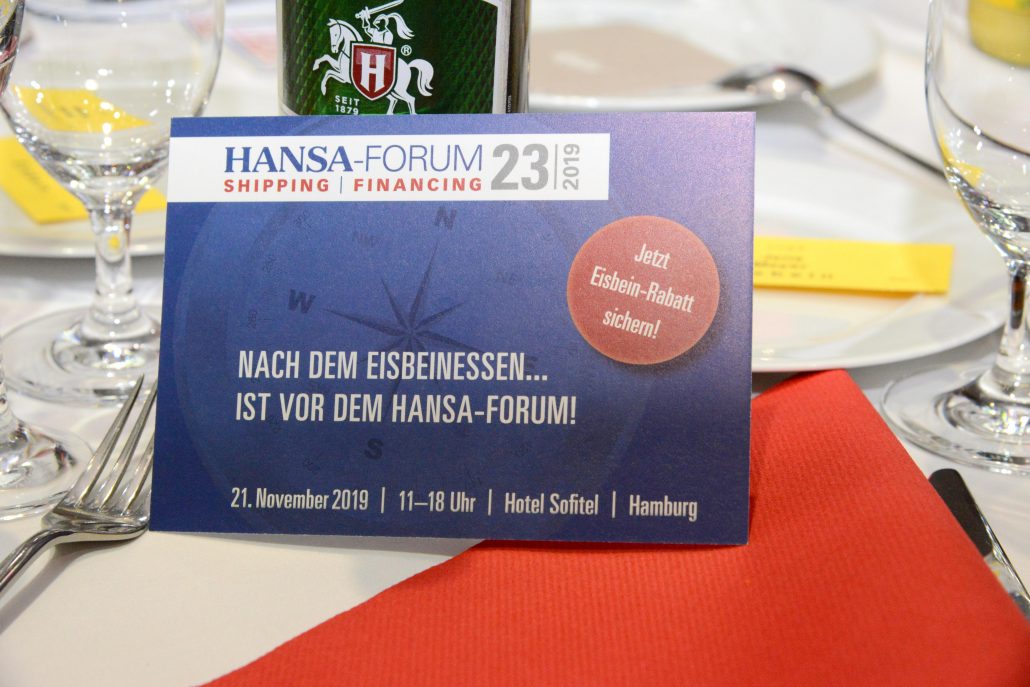 H
®
SEIT
1879
HANSA-FORUM
SHIPPING | FINANCING
23
2019
Jetzt
Eisbein-Rabatt
sichern!
N
NW
W
S
NACH DEM EISBEINESSEN...
IST VOR DEM HANSA-FORUM!
21. November 2019 | 11–18 Uhr | Hotel Sofitel | Hamburg